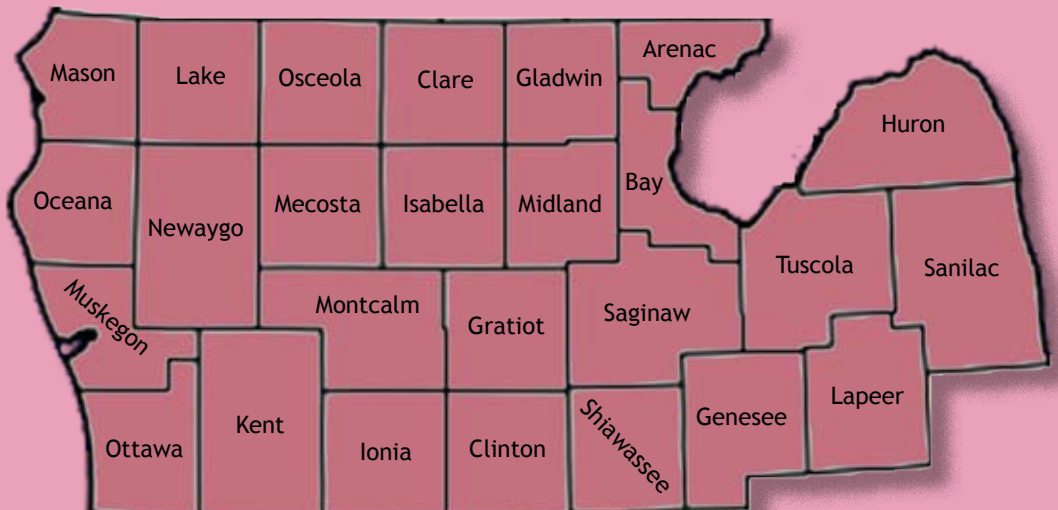 Mason
Lake
Osceola
Clare
Gladwin
Arenac
Huron
Oceana
Newaygo
Mecosta
Isabella
Midland
Bay
Tuscola
Sanilac
Muskegon
Montcalm
Gratiot
Saginaw
Ottawa
Kent
Ionia
Clinton
Shiawassee
Genesee
Lapeer